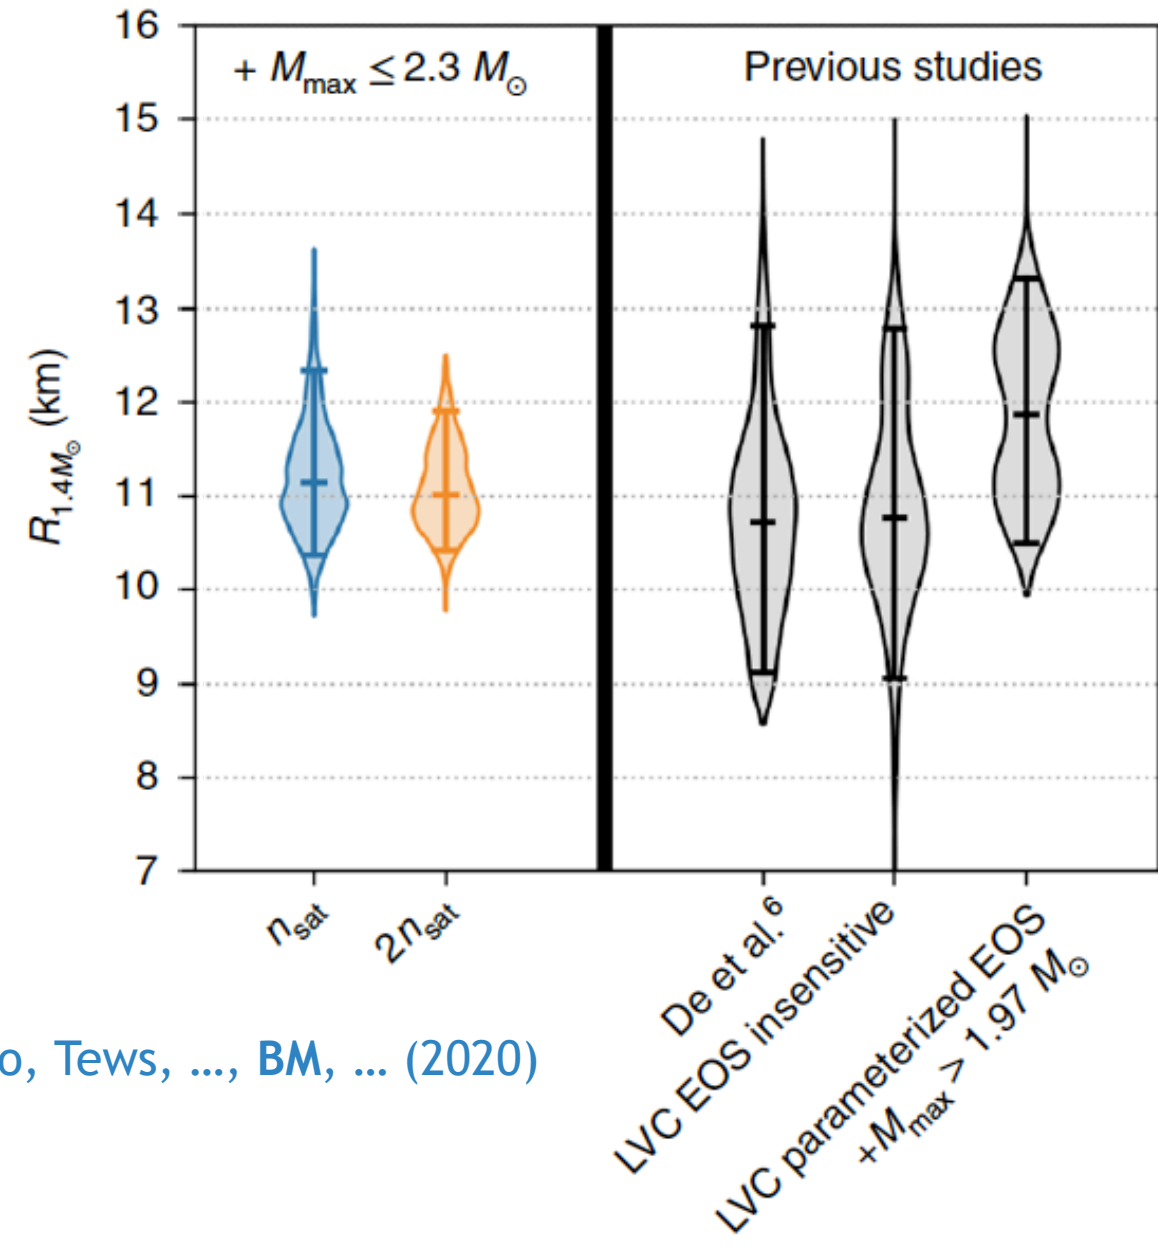 16
15
14
13
12
11
10
9
8
7
R1.4M⊙ (km)
+ Mmax ≤ 2.3 M⊙
Previous studies
nsat
2nsat
De et al.6
LVC EOS insensitive
LVC parameterized EOS
+Mmax > 1.97 M⊙
o, Tews, ..., BM, ... (2020)